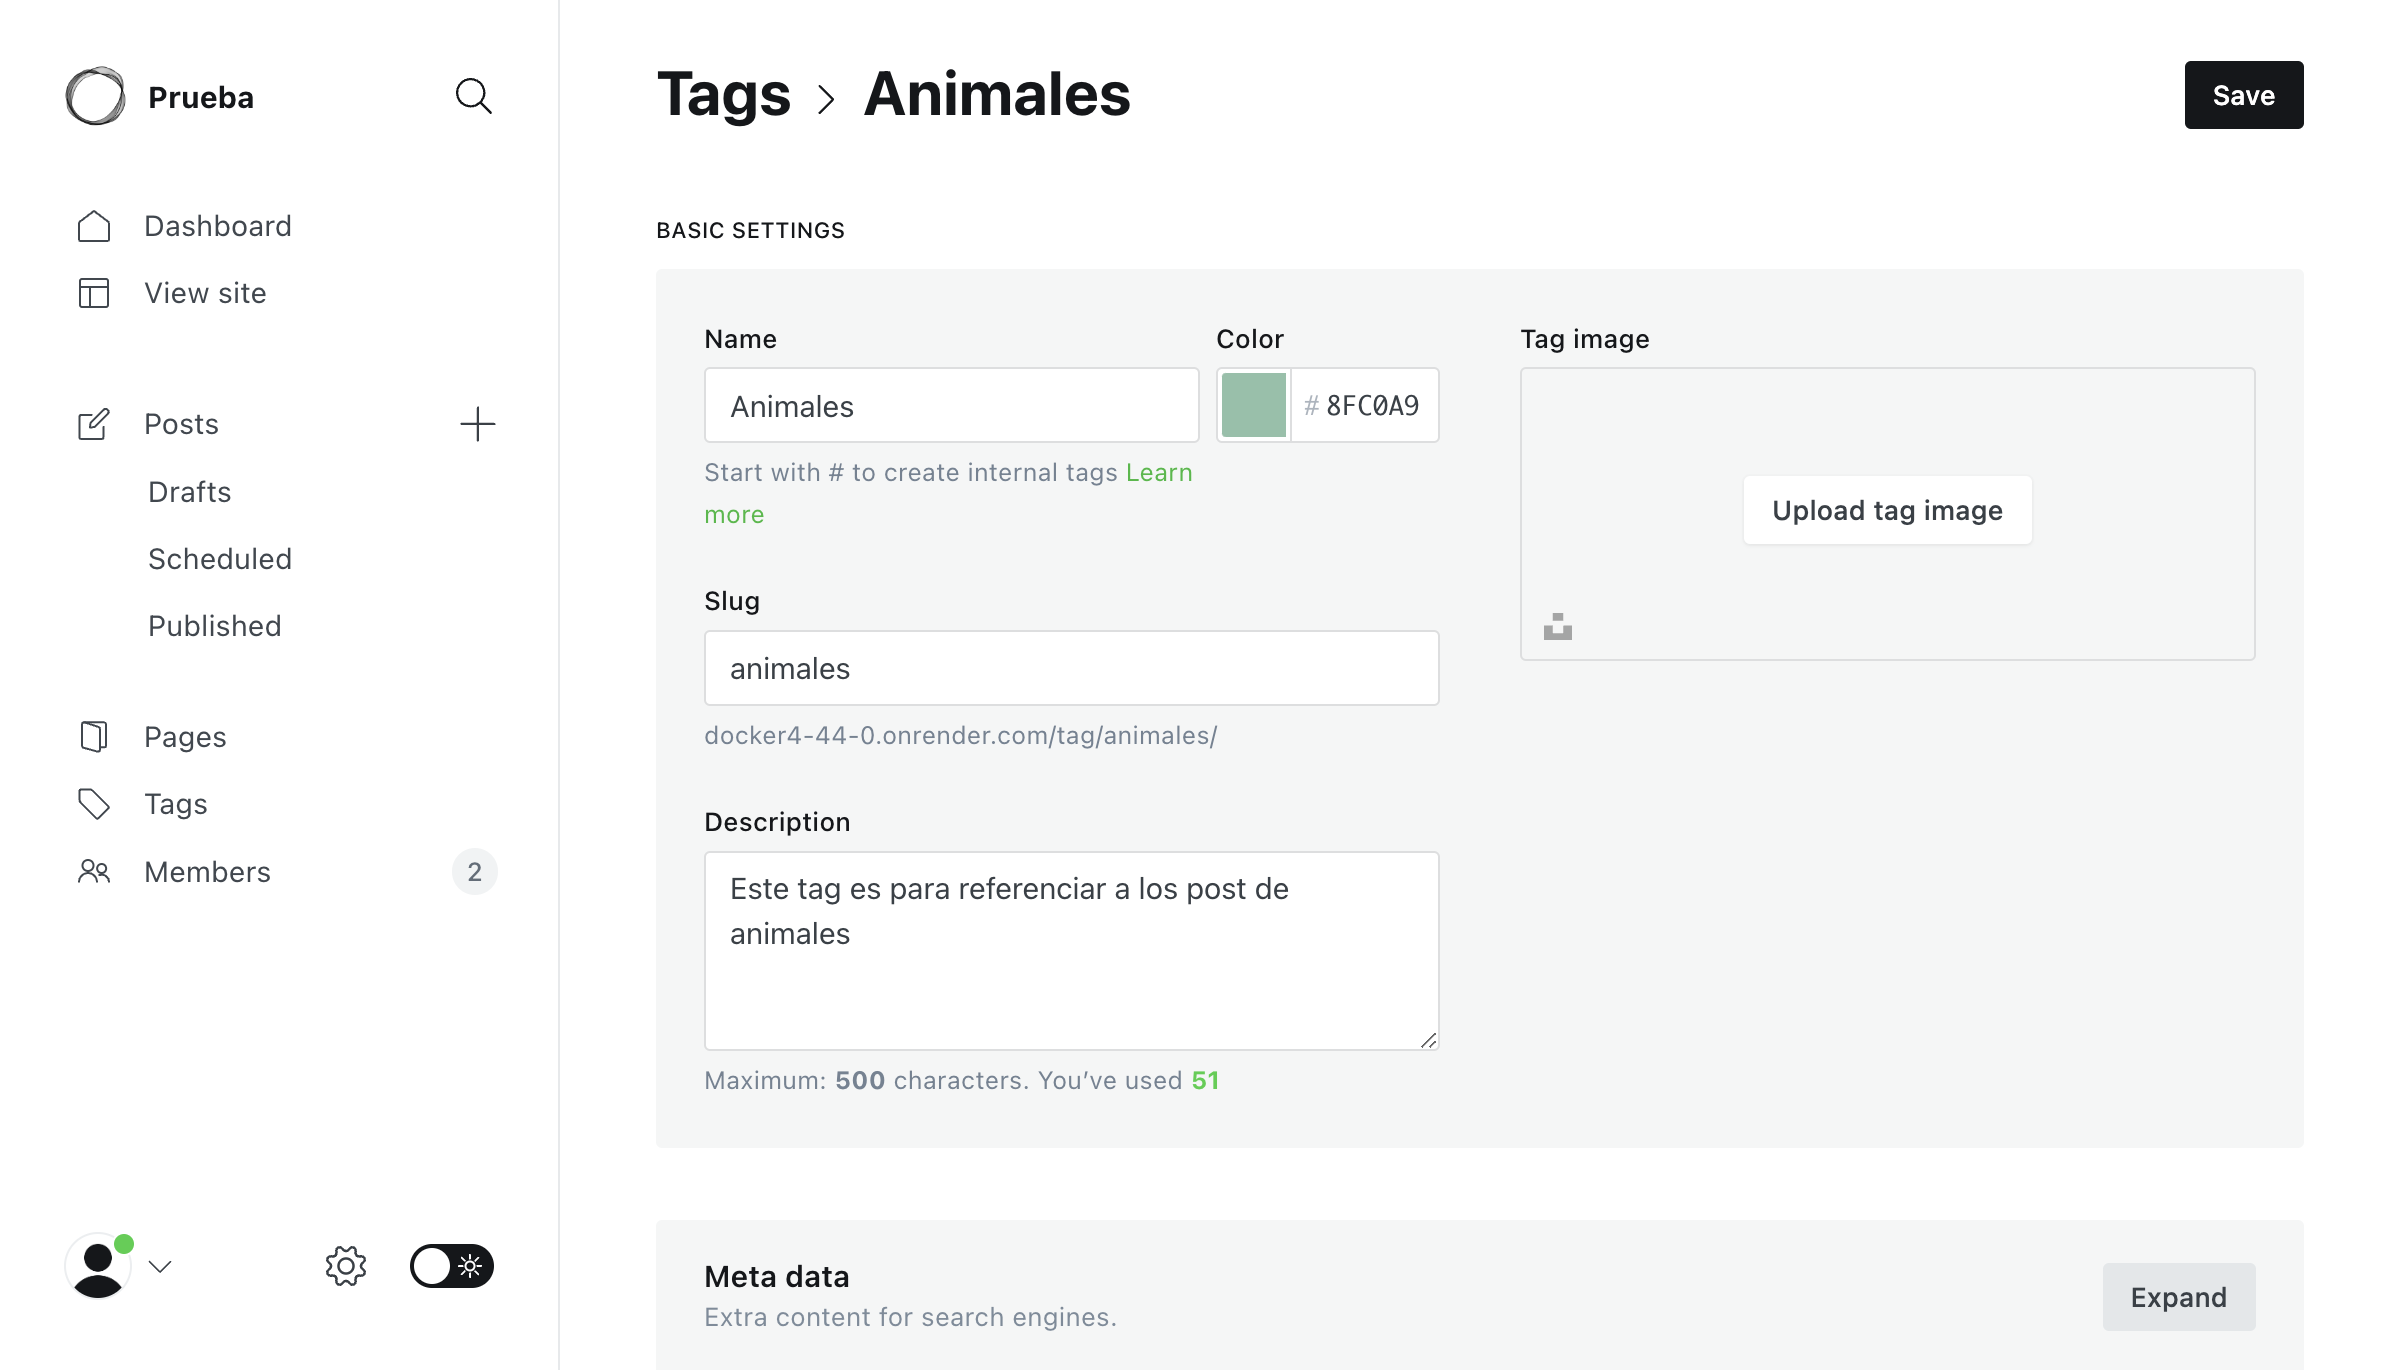 Prueba
Dashboard
View site
Posts
Drafts
Scheduled
Published
Pages
Tags
Members
2
Tags > Animales
Save
BASIC SETTINGS
Name
Animales
Start with # to create internal tags Learn
more
Color
# 8FC0A9
Slug
animales
docker4-44-0.onrender.com/tag/animales/
Description
Este tag es para referenciar a los post de
animales
Maximum: 500 characters. You’ve used 51
Tag image
Upload tag image
Meta data
Extra content for search engines.
Expand